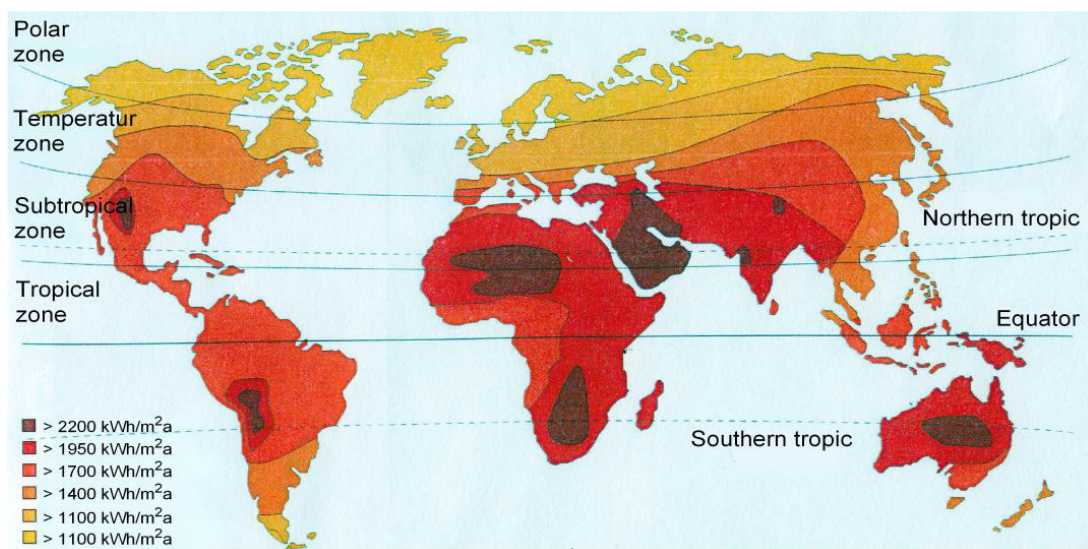 Polar
zone
Temperatur
zone
Subtropical
zone
Northern tropic
Tropical
zone
Equator
Southern tropic
> 2200 kWh/m²a
> 1950 kWh/m²a
> 1700 kWh/m²a
> 1400 kWh/m²a
> 1100 kWh/m²a
> 1100 kWh/m²a